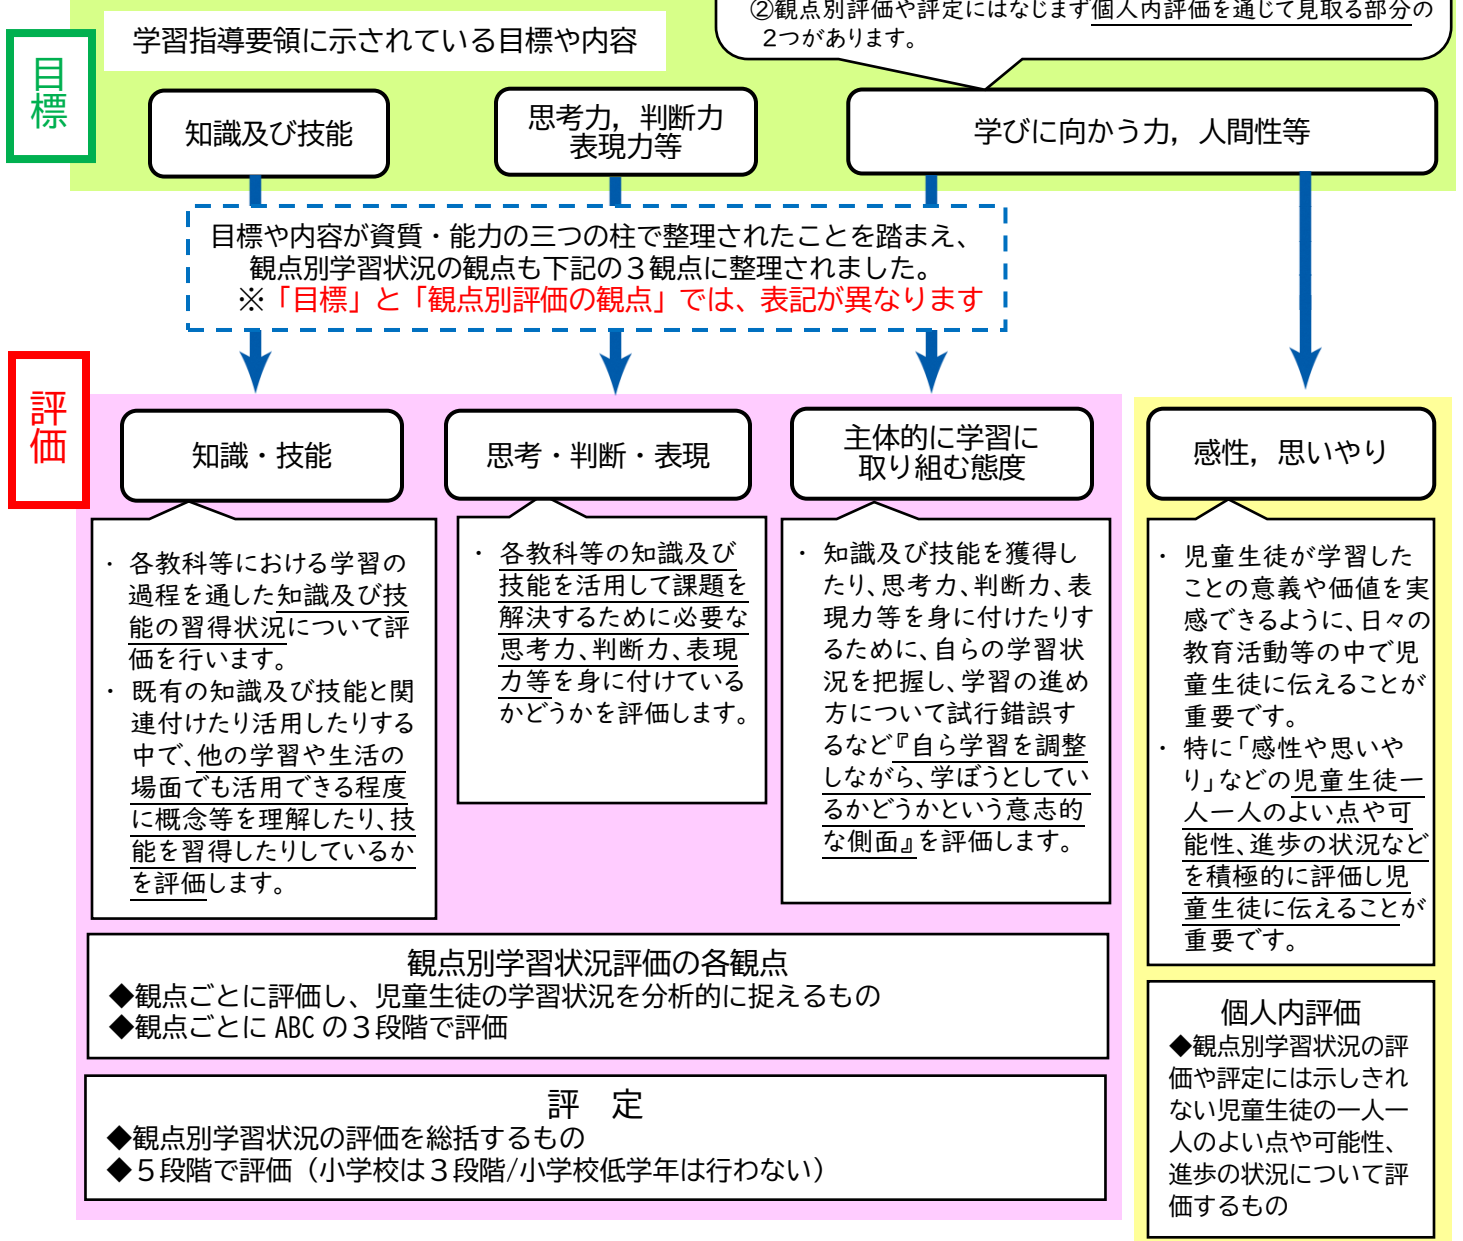 ②観点別評価や評定にはなじまず個人内評価を通じて見取る部分の
２つがあります。
学習指導要領に示されている目標や内容
目標
知識及び技能
思考力，判断力
表現力等
学びに向かう力，人間性等
目標や内容が資質・能力の三つの柱で整理されたことを踏まえ、
観点別学習状況の観点も下記の３観点に整理されました。
※「目標」と「観点別評価の観点」では、表記が異なります
評価
知識・技能
思考・判断・表現
主体的に学習に
取り組む態度
感性，思いやり
・ 各教科等における学習の
過程を通した知識及び技
能の習得状況について評
価を行います。
・ 既有の知識及び技能と関
連付けたり活用したりする
中で、他の学習や生活の
場面でも活用できる程度
に概念等を理解したり、技
能を習得したりしているか
を評価します。
・ 各教科等の知識及び
技能を活用して課題を
解決するために必要な
思考力、判断力、表現
力等を身に付けている
かどうかを評価します。
・ 知識及び技能を獲得し
たり、思考力、判断力、表
現力等を身に付けたりす
るために、自らの学習状
況を把握し、学習の進め
方について試行錯誤す
るなど『自ら学習を調整
しながら、学ぼうとしてい
るかどうかという意志的
な側面』を評価します。
・ 児童生徒が学習した
ことの意義や価値を実
感できるように、日々の
教育活動等の中で児
童生徒に伝えることが
重要です。
・ 特に「感性や思いや
り」などの児童生徒一
人一人のよい点や可
能性、進歩の状況など
を積極的に評価し児
童生徒に伝えることが
重要です。
観点別学習状況評価の各観点
◆観点ごとに評価し、児童生徒の学習状況を分析的に捉えるもの
◆観点ごとに ABC の３段階で評価
評　定
◆観点別学習状況の評価を総括するもの
◆５段階で評価（小学校は３段階/小学校低学年は行わない）
個人内評価
◆観点別学習状況の評
価や評定には示しきれ
ない児童生徒の一人一
人のよい点や可能性、
進歩の状況について評
価するもの